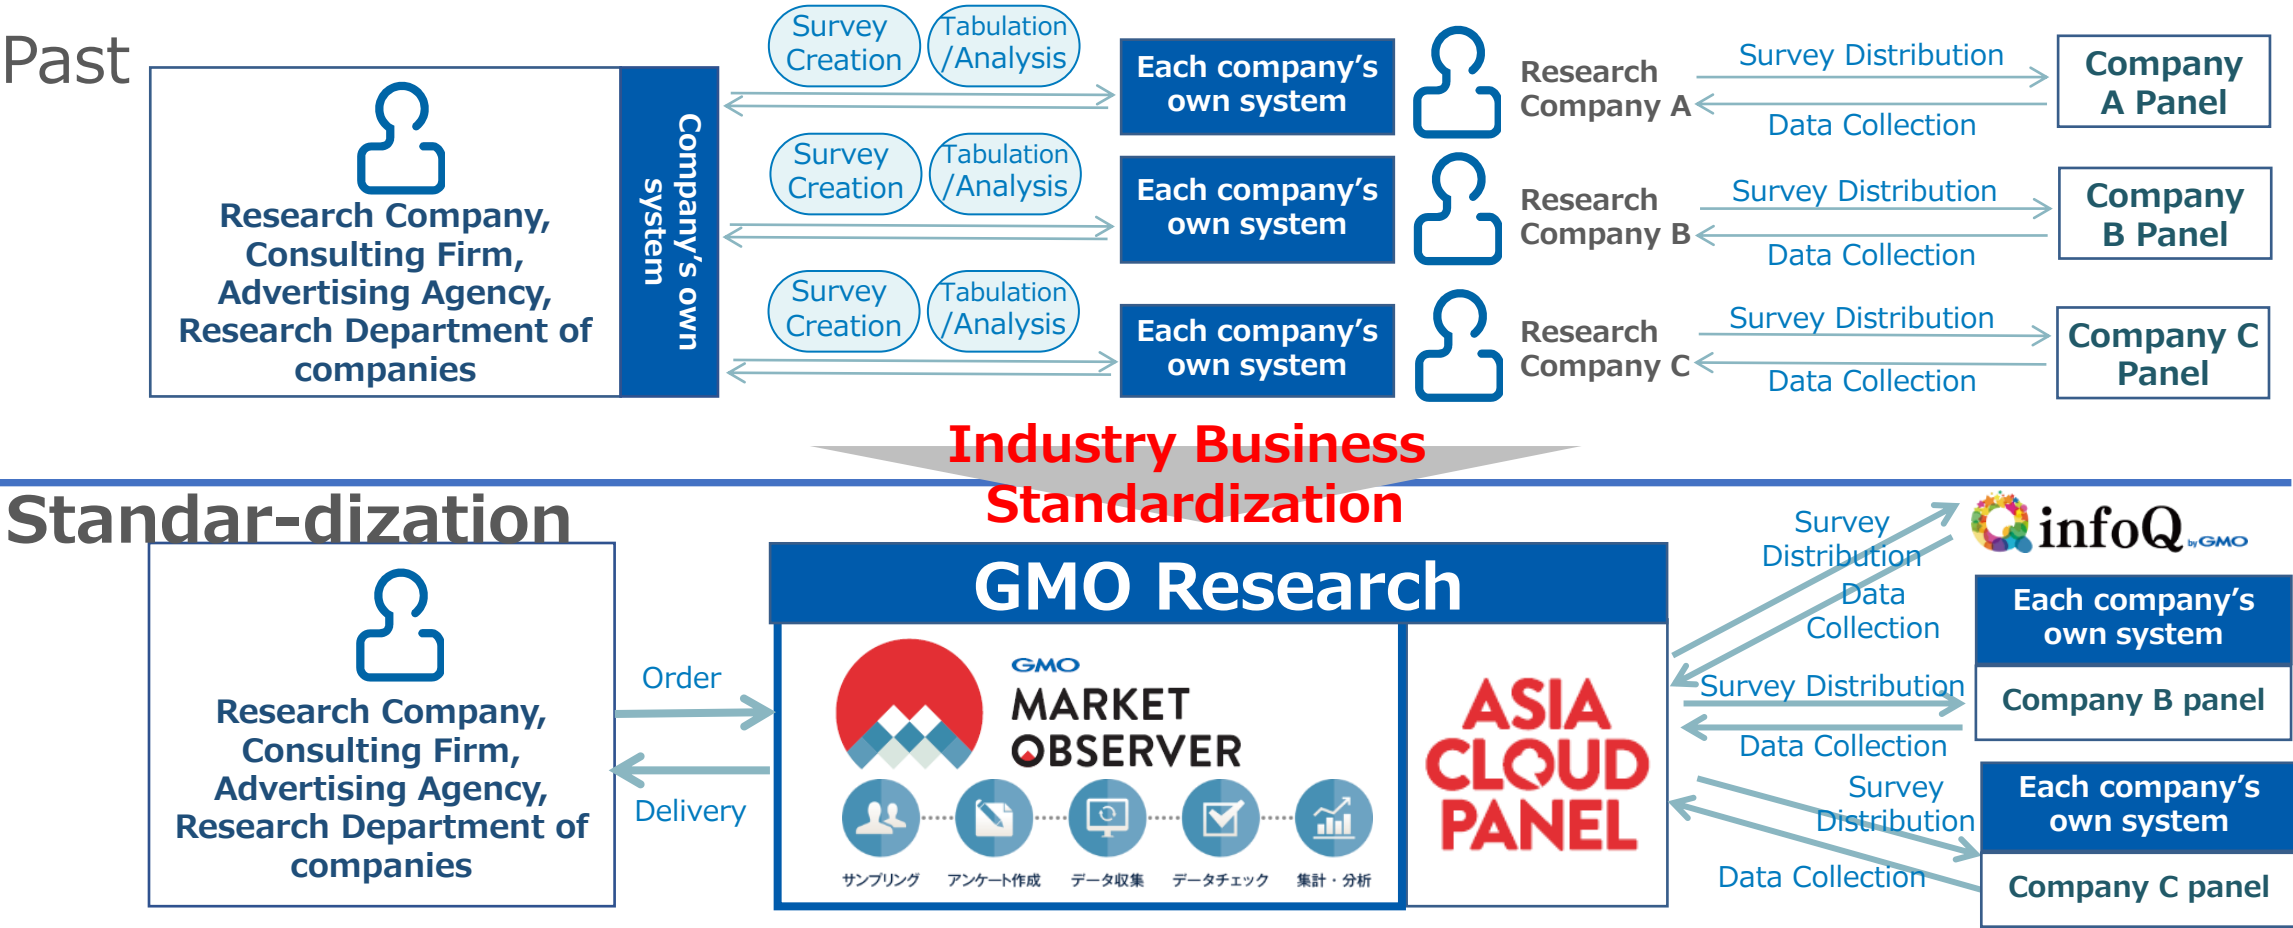 Past
Research Company,
Consulting Firm,
Advertising Agency,
Research Department of
companies
Company's own
system
Survey
Creation
Tabulation
/Analysis
Each company's
own system
Research
Company A
Survey Distribution
Data Collection
Company
A Panel
Survey
Creation
Tabulation
/Analysis
Each company's
own system
Research
Company B
Survey Distribution
Data Collection
Company
B Panel
Survey
Creation
Tabulation
/Analysis
Each company's
own system
Research
Company C
Survey Distribution
Data Collection
Company C
Panel
Industry Business
Standardization
Standar-dization
Research Company,
Consulting Firm,
Advertising Agency,
Research Department of
companies
Order
Delivery
GMO Research
GMO
MARKET
OBSERVER
サンプリング
アンケート作成
データ収集
データチェック
集計・分析
ASIA
CLOUD
PANEL
Survey
Distribution
Data
Collection
infoQ by GMO
Survey Distribution
Data Collection
Each company's
own system
Company B panel
Survey
Distribution
Data Collection
Each company's
own system
Company C panel